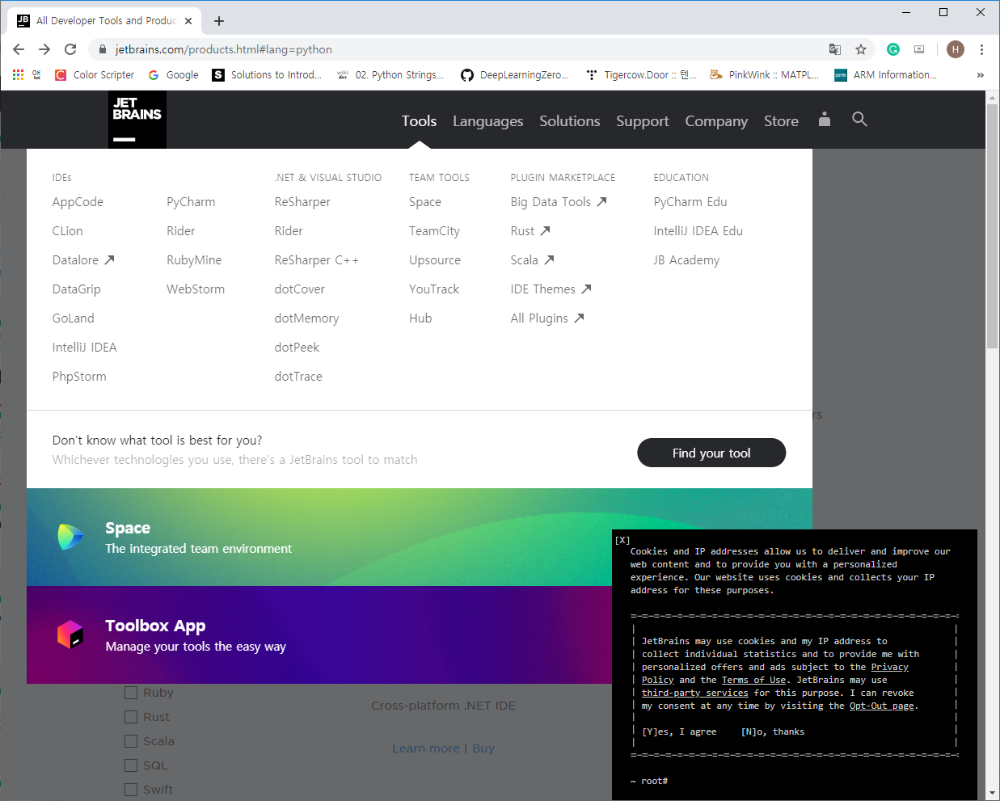 JB All Developer Tools and Produc
jetbrains.com/products.html#lang=python
H
앱 Color Scripter Google Solutions to Introd... 02. Python Strings... DeepLearningZero... Tigercow.Door :: 텐... PinkWink :: MATPL... ARM Information... »
JET
BRAINS
Tools Languages Solutions Support Company Store
IDEs
AppCode
CLion
Datalore
DataGrip
GoLand
IntelliJ IDEA
PhpStorm
PyCharm
Rider
RubyMine
WebStorm
.NET & VISUAL STUDIO
ReSharper
Rider
ReSharper C++
dotCover
dotMemory
dotPeek
dotTrace
TEAM TOOLS
Space
TeamCity
Upsource
YouTrack
Hub
PLUGIN MARKETPLACE
Big Data Tools
Rust
Scala
IDE Themes
All Plugins
EDUCATION
PyCharm Edu
IntelliJ IDEA Edu
JB Academy
rs
Don't know what tool is best for you?
Whichever technologies you use, there's a JetBrains tool to match
Find your tool
Space
The integrated team environment
Toolbox App
Manage your tools the easy way
Ruby
Rust
Scala
SQL
Swift
Cross-platform .NET IDE
Learn more | Buy
[X]
Cookies and IP addresses allow us to deliver and improve our
web content and to provide you with a personalized
experience. Our website uses cookies and collects your IP
address for these purposes.
JetBrains may use cookies and my IP address to
collect individual statistics and to provide me with
personalized offers and ads subject to the Privacy
Policy and the Terms of Use. JetBrains may use
third-party services for this purpose. I can revoke
my consent at any time by visiting the Opt-Out page.
[Y]es, I agree [N]o, thanks
~ root#